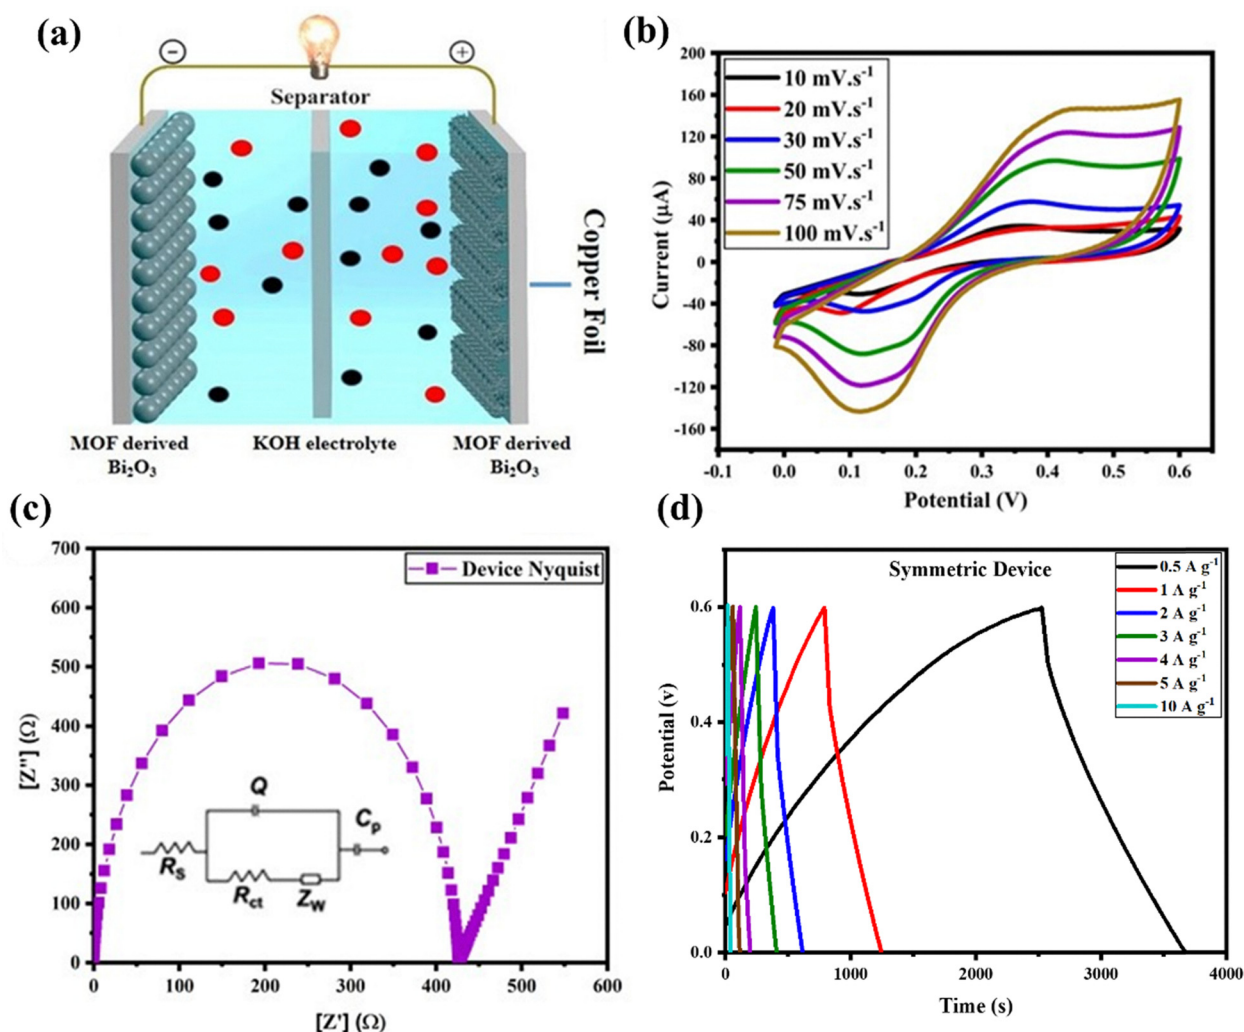 (a)
Separator
Copper Foil
MOF derived
Bi₂O₃
KOH electrolyte
MOF derived
Bi₂O₃
(b)
10 mV.s⁻¹
20 mV.s⁻¹
30 mV.s⁻¹
50 mV.s⁻¹
75 mV.s⁻¹
100 mV.s⁻¹
Current (µA)
200
160
120
80
40
0
-40
-80
-120
-160
-0.1 0.0 0.1 0.2 0.3 0.4 0.5 0.6
Potential (V)
(c)
Device Nyquist
[Z''] (Ω)
700
600
500
400
300
200
100
0
Q
Cp
RS
Rct
ZW
0 100 200 300 400 500 600
[Z'] (Ω)
(d)
Symmetric Device
0.5 A g⁻¹
1 A g⁻¹
2 A g⁻¹
3 A g⁻¹
4 A g⁻¹
5 A g⁻¹
10 A g⁻¹
Potential (v)
0.6
0.4
0.2
0.0
0 1000 2000 3000 4000
Time (s)